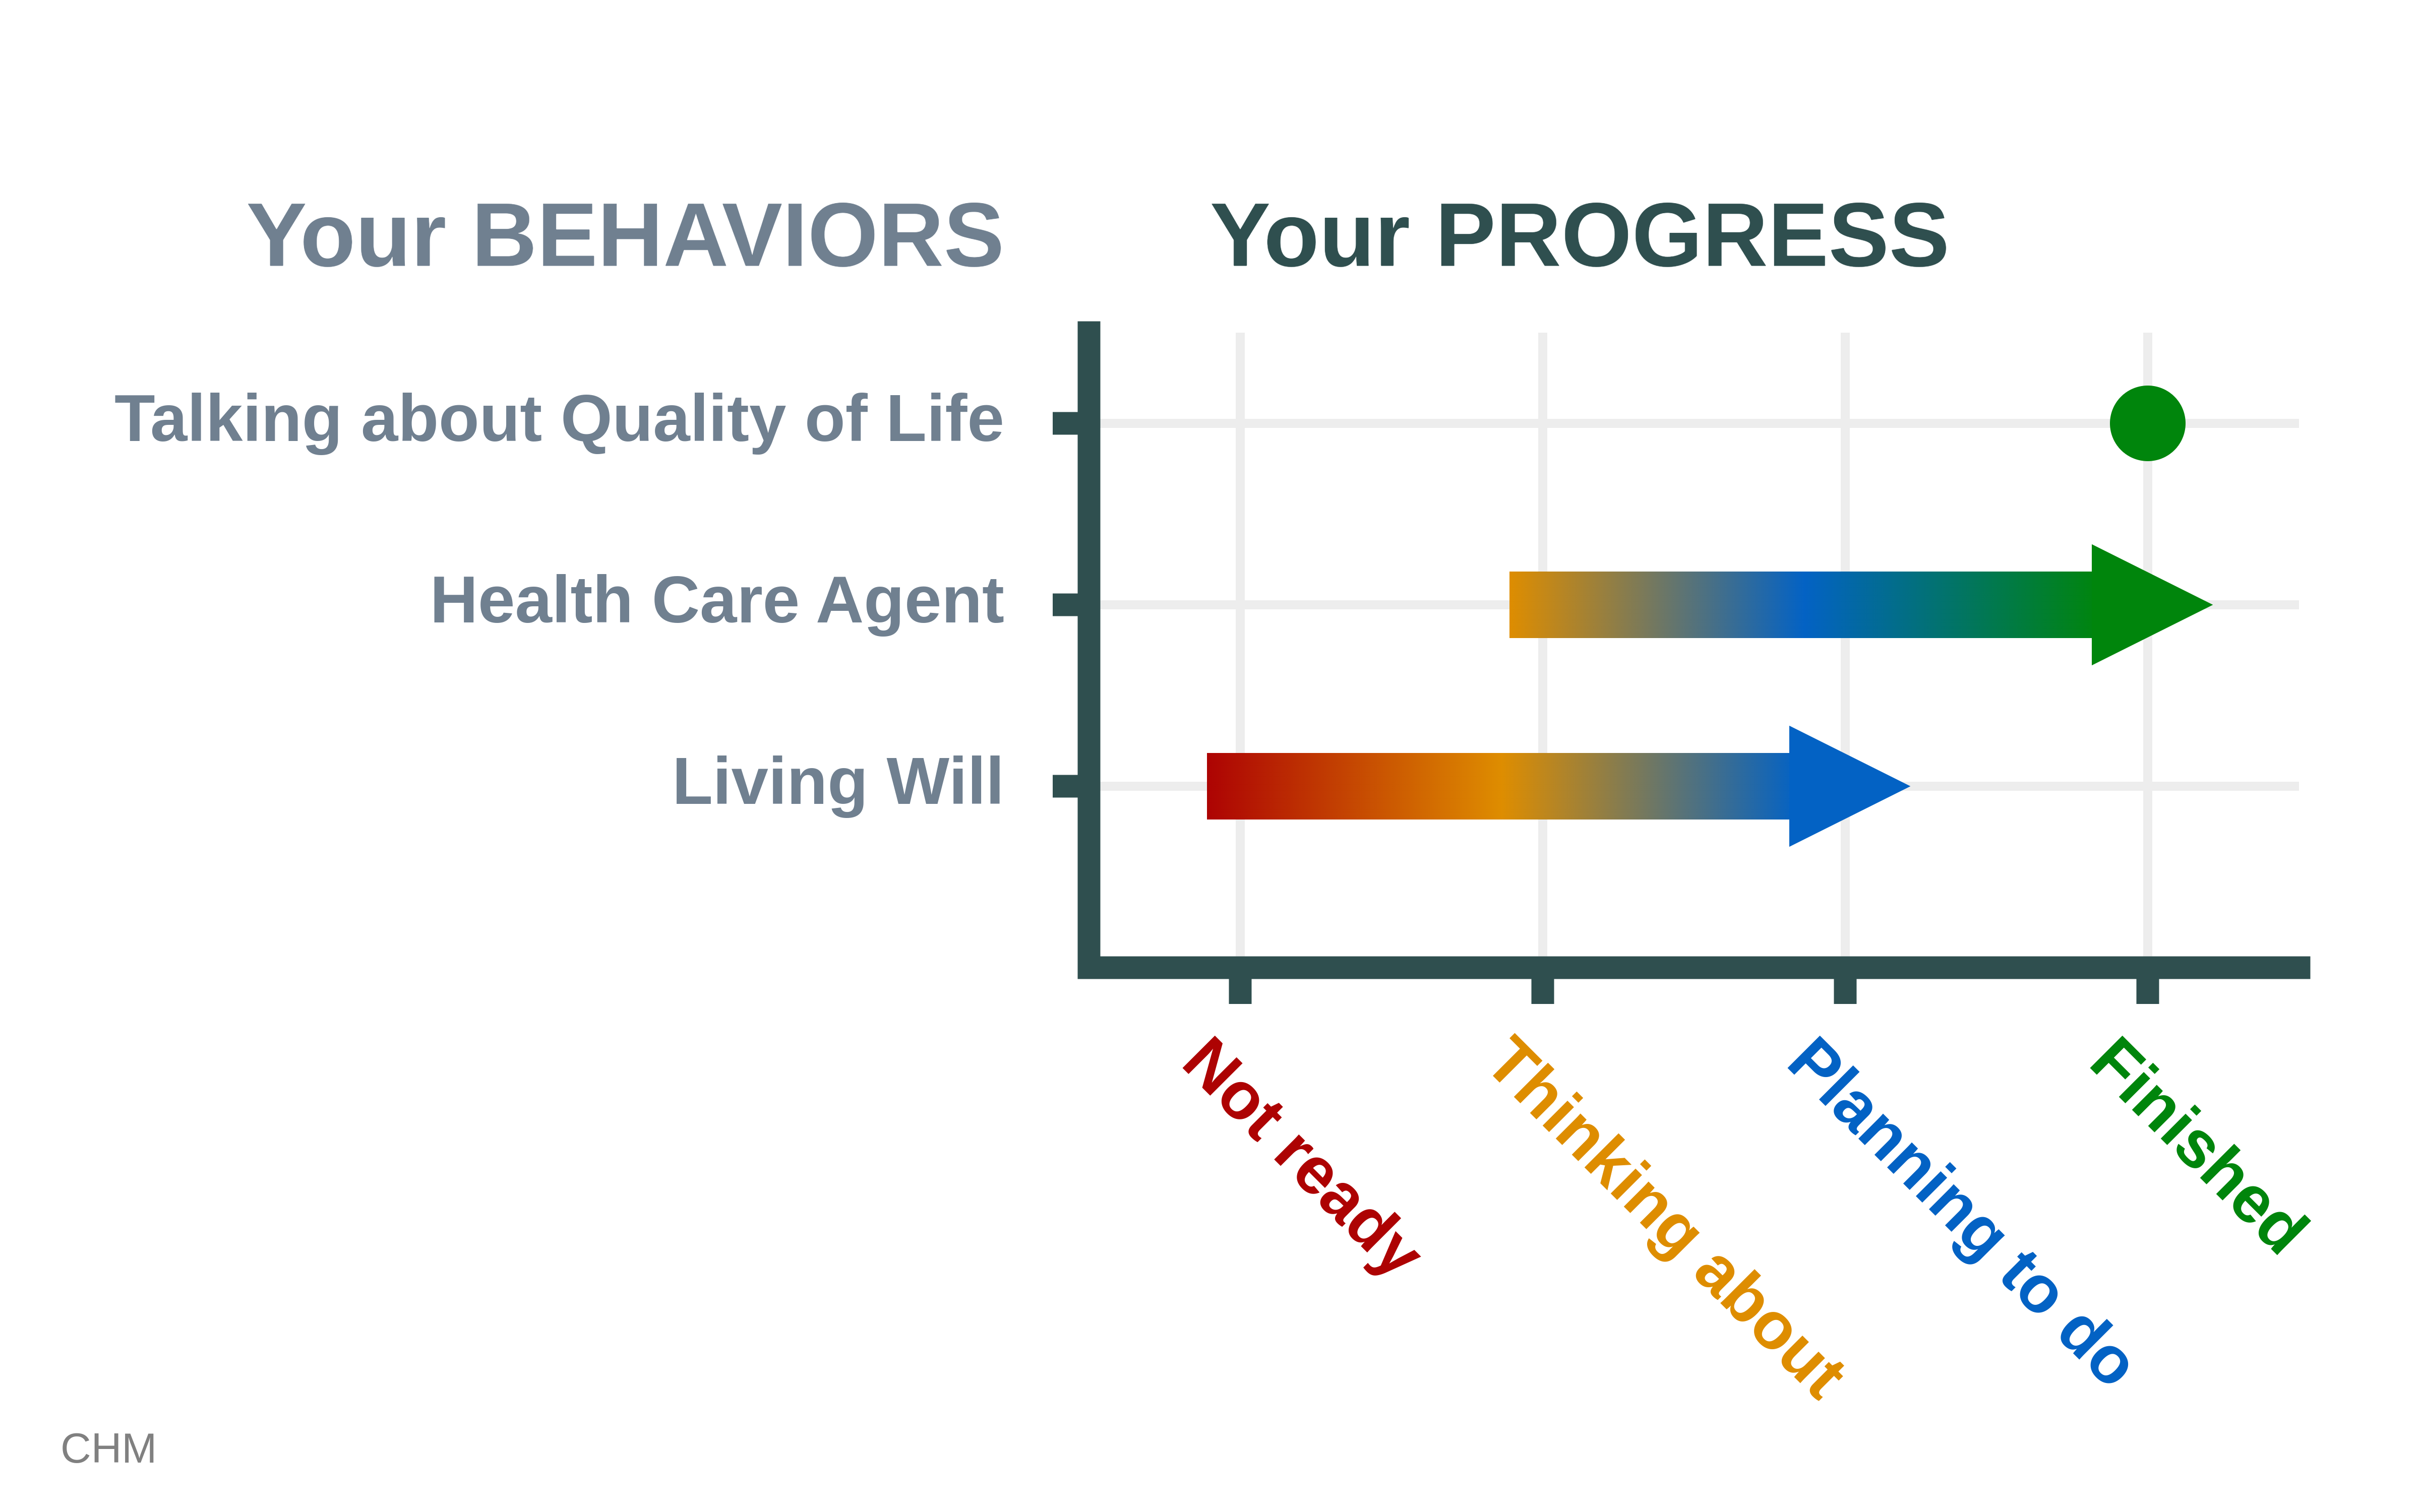 Your BEHAVIORS
Your PROGRESS
Talking about Quality of Life
Health Care Agent
Living Will
Not ready
Thinking about
Planning to do
Finished
CHM